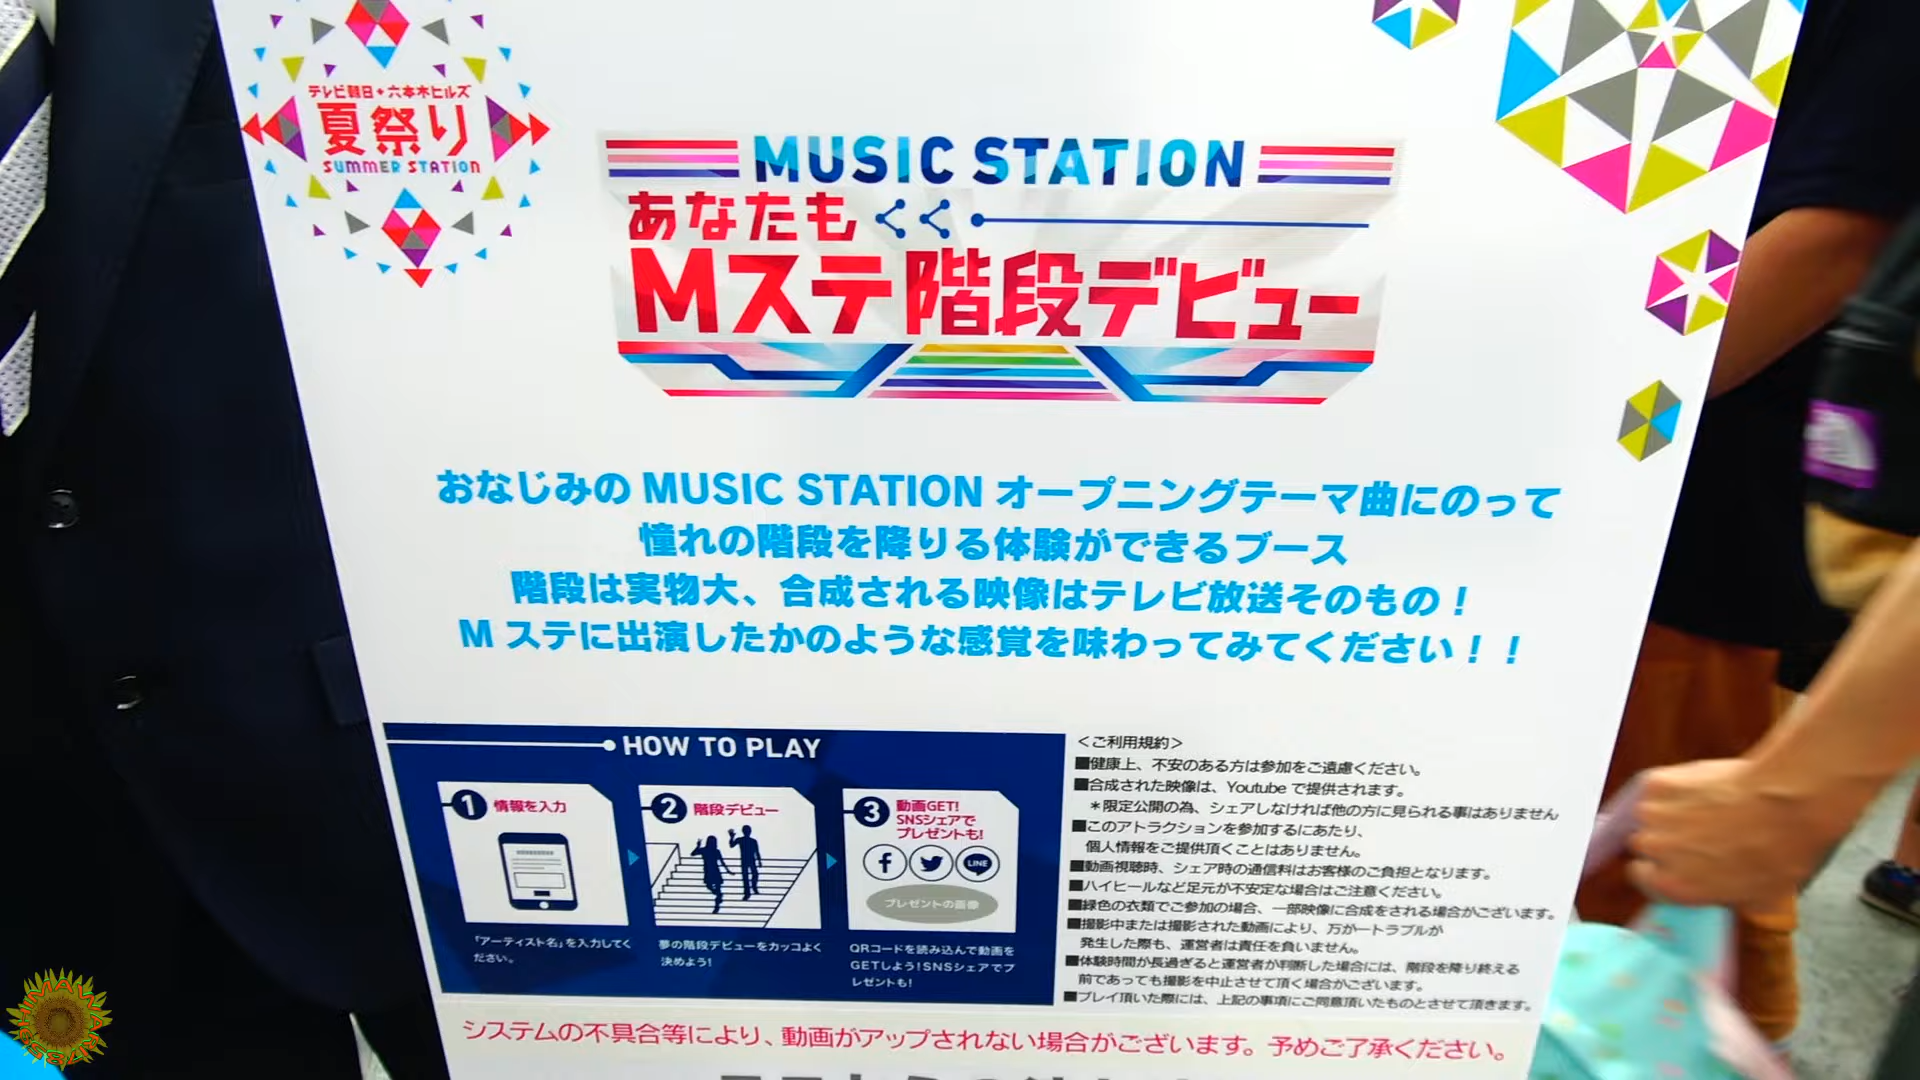 テレビ朝日・六本木ヒルズ
夏祭り
SUMMER STATION
MUSIC STATION
あなたも
Mステ階段デビュー
おなじみの MUSIC STATION オープニングテーマ曲にのって
憧れの階段を降りる体験ができるブース
階段は実物大、合成される映像はテレビ放送そのもの！
M ステに出演したかのような感覚を味わってみてください！！
HOW TO PLAY
1 情報を入力
「アーティスト名」を入力してく
ださい。
2 階段デビュー
夢の階段デビューをカッコよく
決めよう!
3 動画GET!
SNSシェアで
プレゼントも!
f
LINE
プレゼントの画像
QRコードを読み込んで動画を
GETしよう!SNSシェアでプ
レゼントも!
＜ご利用規約＞
■健康上、不安のある方は参加をご遠慮ください。
■合成された映像は、Youtube で提供されます。
＊限定公開の為、シェアしなければ他の方に見られる事はありません
■このアトラクションを参加するにあたり、
個人情報をご提供頂くことはありません。
■動画視聴時、シェア時の通信料はお客様のご負担となります。
■ハイヒールなど足元が不安定な場合はご注意ください。
■緑色の衣類でご参加の場合、一部映像に合成をされる場合がございます。
■撮影中または撮影された動画により、万が一トラブルが
発生した際も、運営者は責任を負いません。
■体験時間が長過ぎると運営者が判断した場合には、階段を降り終える
前であっても撮影を中止させて頂く場合がございます。
■プレイ頂いた際には、上記の事項にご同意頂いたものとさせて頂きます。
システムの不具合等により、動画がアップされない場合がございます。予めご了承ください。